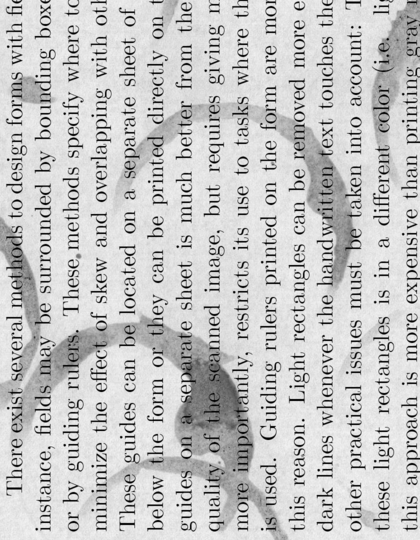 There exist several methods to design forms with
instance, fields may be surrounded by bounding
or by guiding rulers. These methods specify where to
minimize the effect of skew and overlapping with
These guides can be located on a separate sheet of
below the form or they can be printed directly on
guides on a separate sheet is much better from the
quality of the scanned image, but requires giving
more importantly, restricts its use to tasks where
is used. Guiding rulers printed on the form are
this reason. Light rectangles can be removed more
dark lines whenever the handwritten text touches the
other practical issues must be taken into account:
these light rectangles is in a different color (i.e.
this approach is more expensive than printing gray